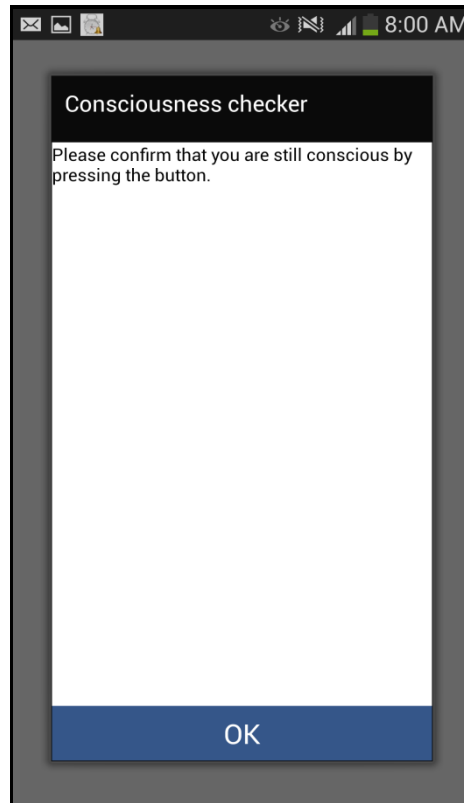 8:00 AM
Consciousness checker
Please confirm that you are still conscious by
pressing the button.
OK